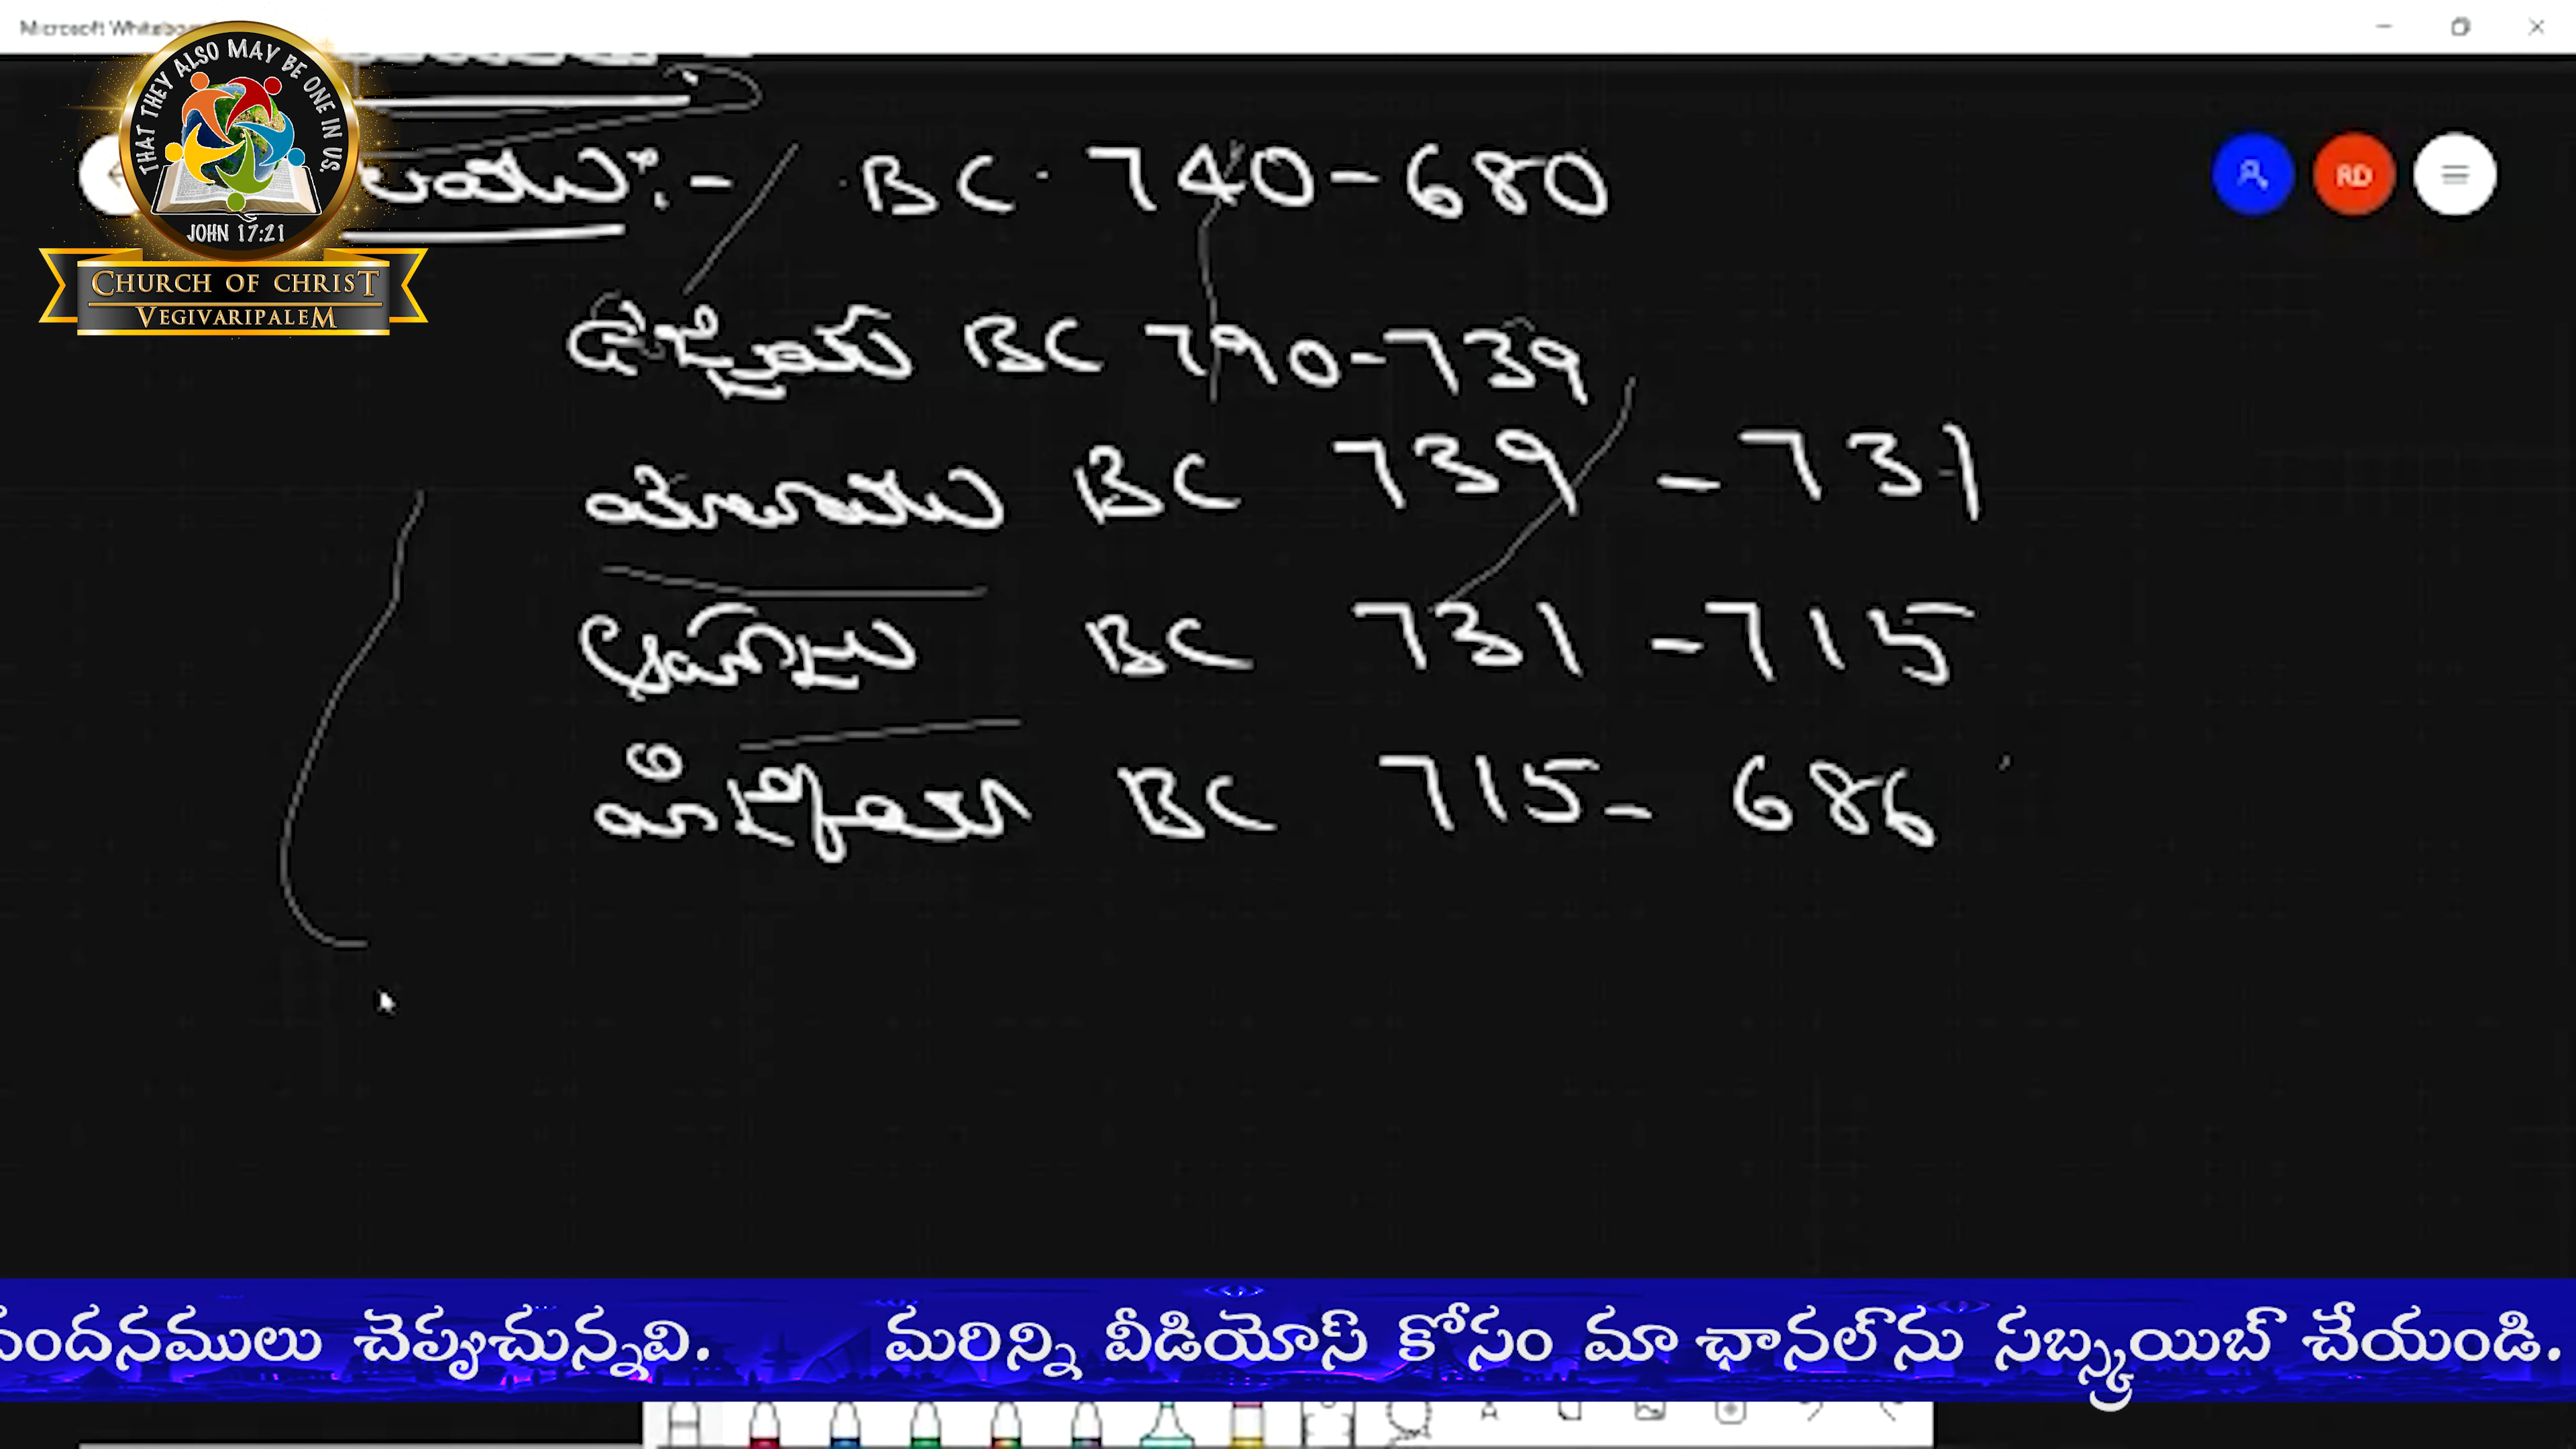 Microsoft Whiteboard
THAT THEY ALSO MAY BE ONE IN US.
JOHN 17:21
CHURCH OF CHRIST
VEGIVARIPALEM
RD
:- BC. 740-680
ఉజ్జియా BC 790-739
యోతాము BC 739-731
ఆహాజు BC 731-715
హిజ్కియా BC 715-686
వందనములు చెప్పుచున్నవి. మరిన్ని వీడియోస్ కోసం మా ఛానల్‌ను సబ్స్క్రయిబ్ చేయండి.